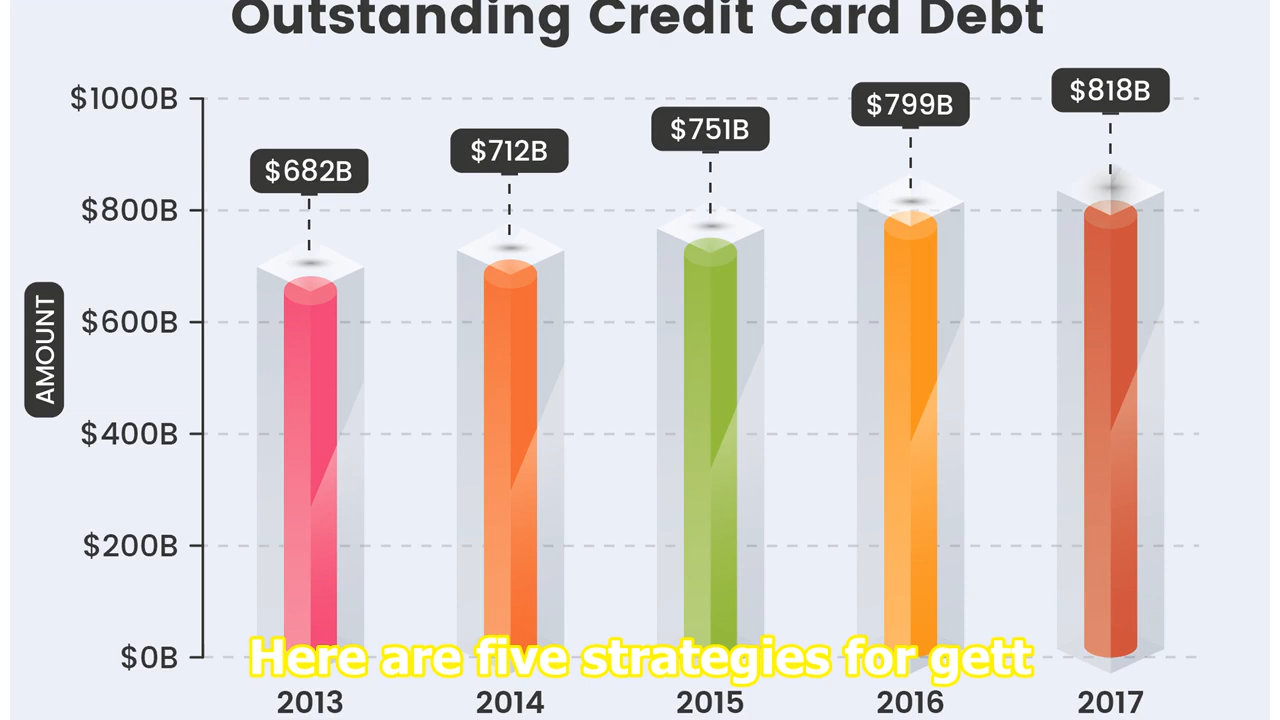 Outstanding Credit Card Debt
$1000B
$800B
$600B
$400B
$200B
$0B
AMOUNT
$682B
$712B
$751B
$799B
$818B
Here are five strategies for gett
2013
2014
2015
2016
2017